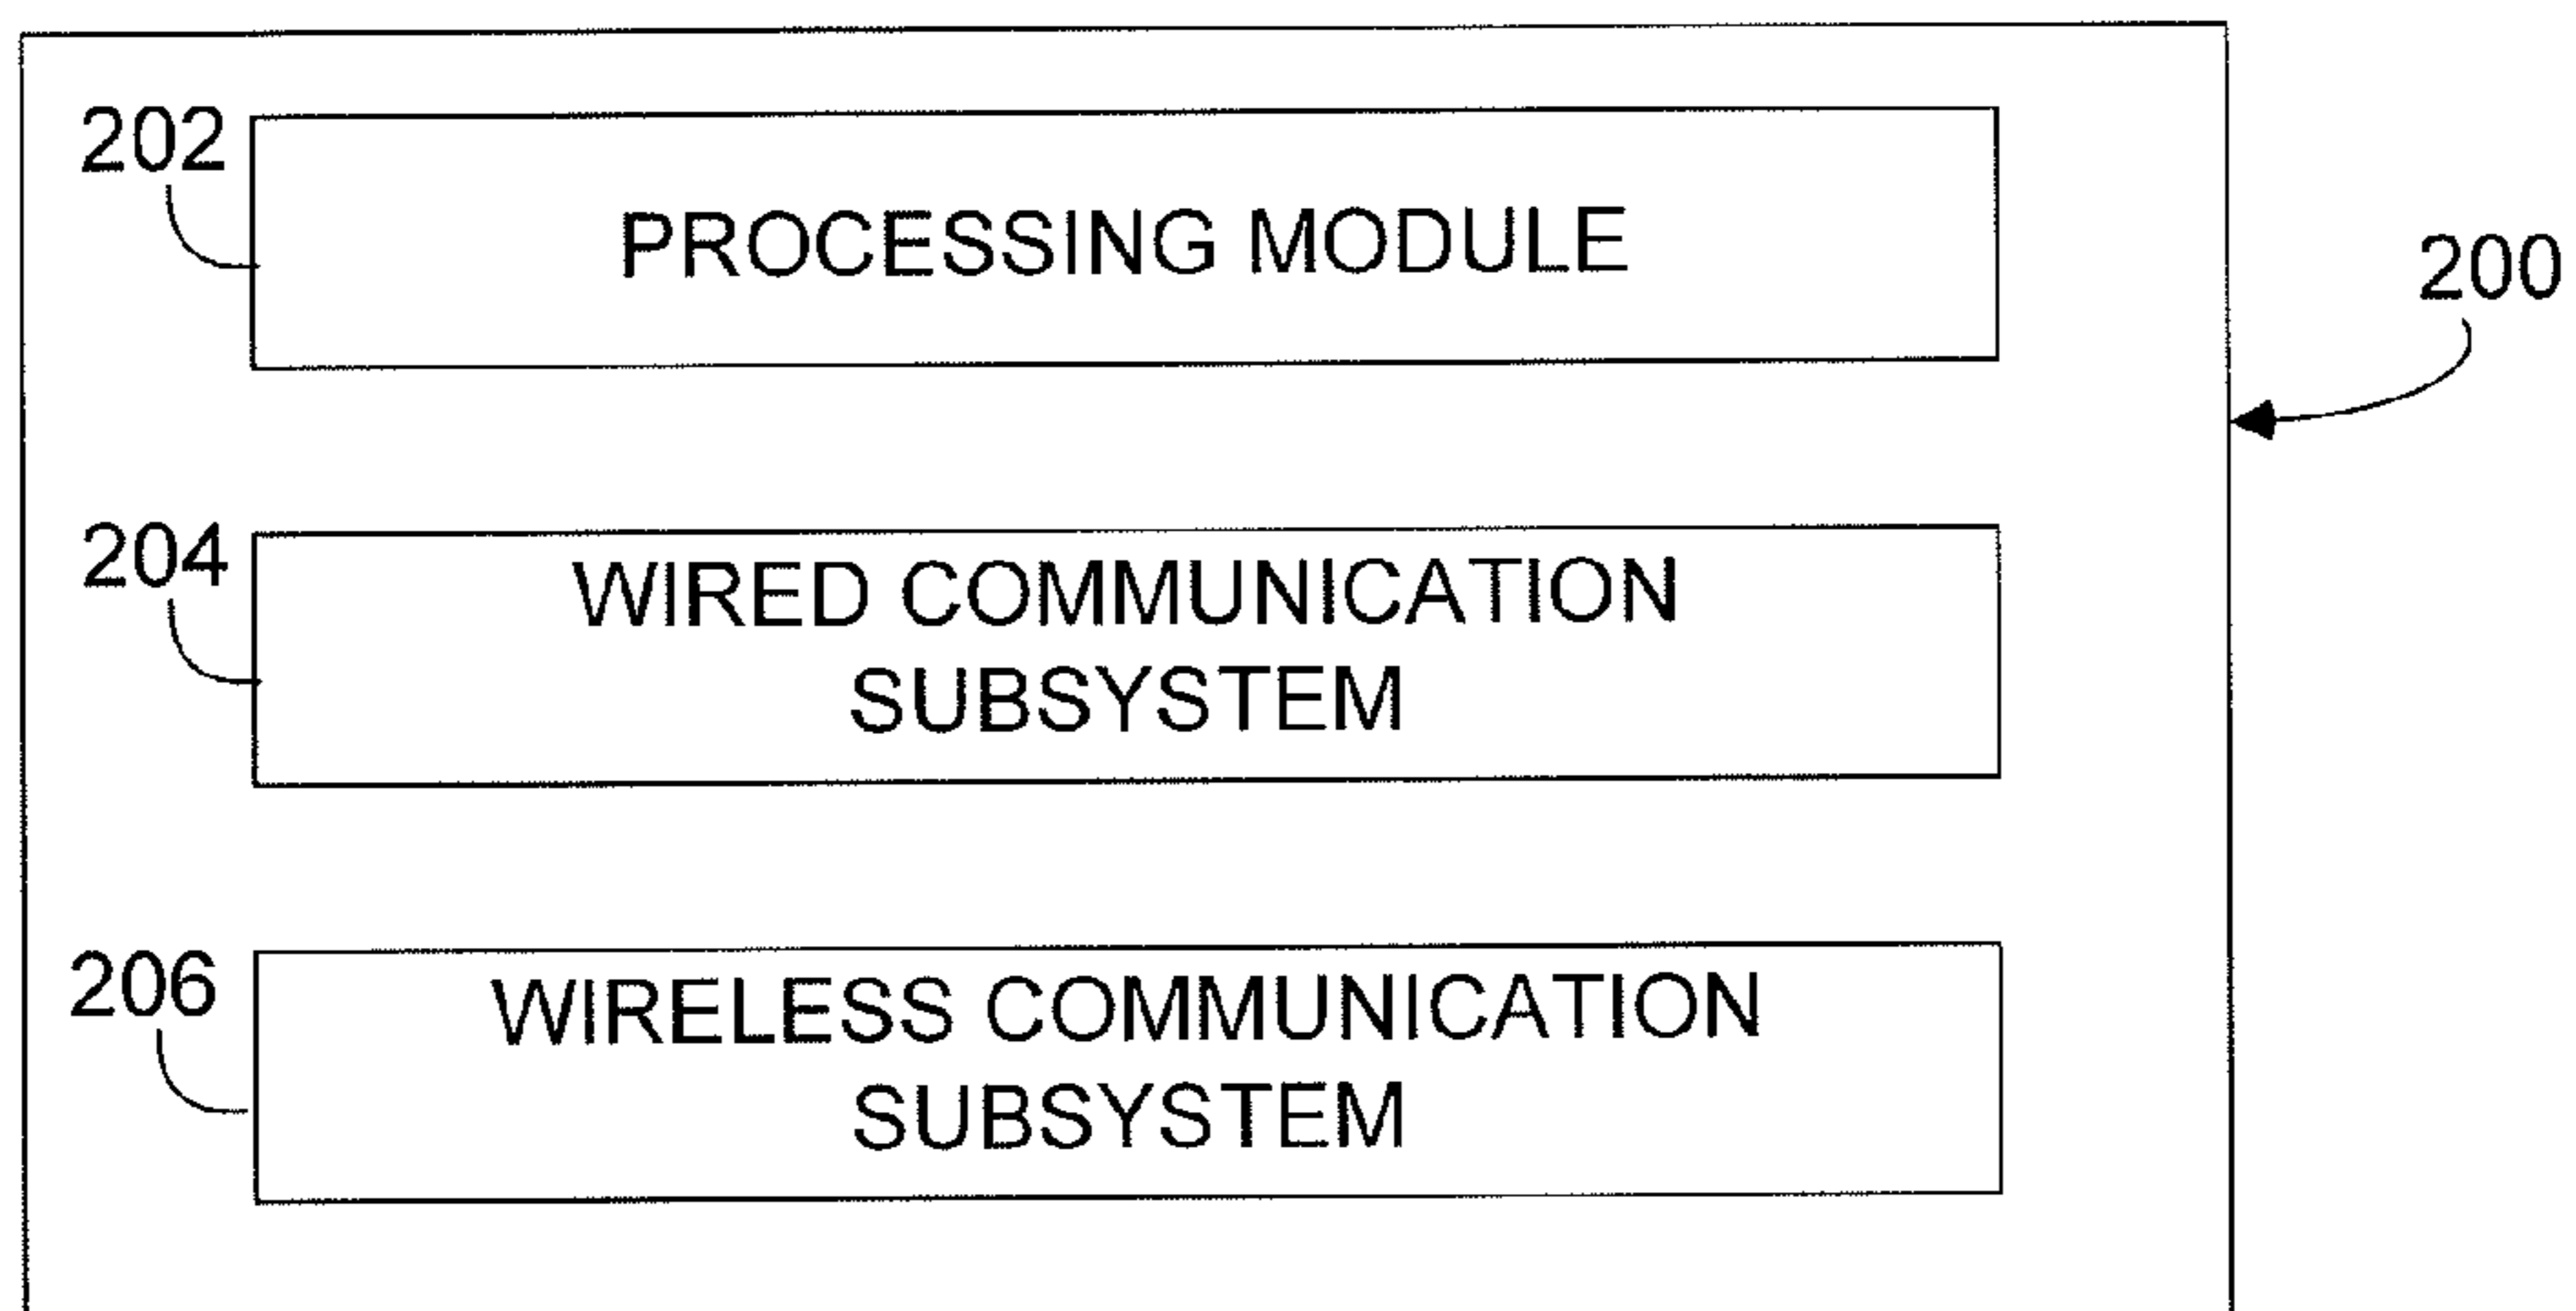 202
PROCESSING MODULE
200
204
WIRED COMMUNICATION
SUBSYSTEM
206
WIRELESS COMMUNICATION
SUBSYSTEM